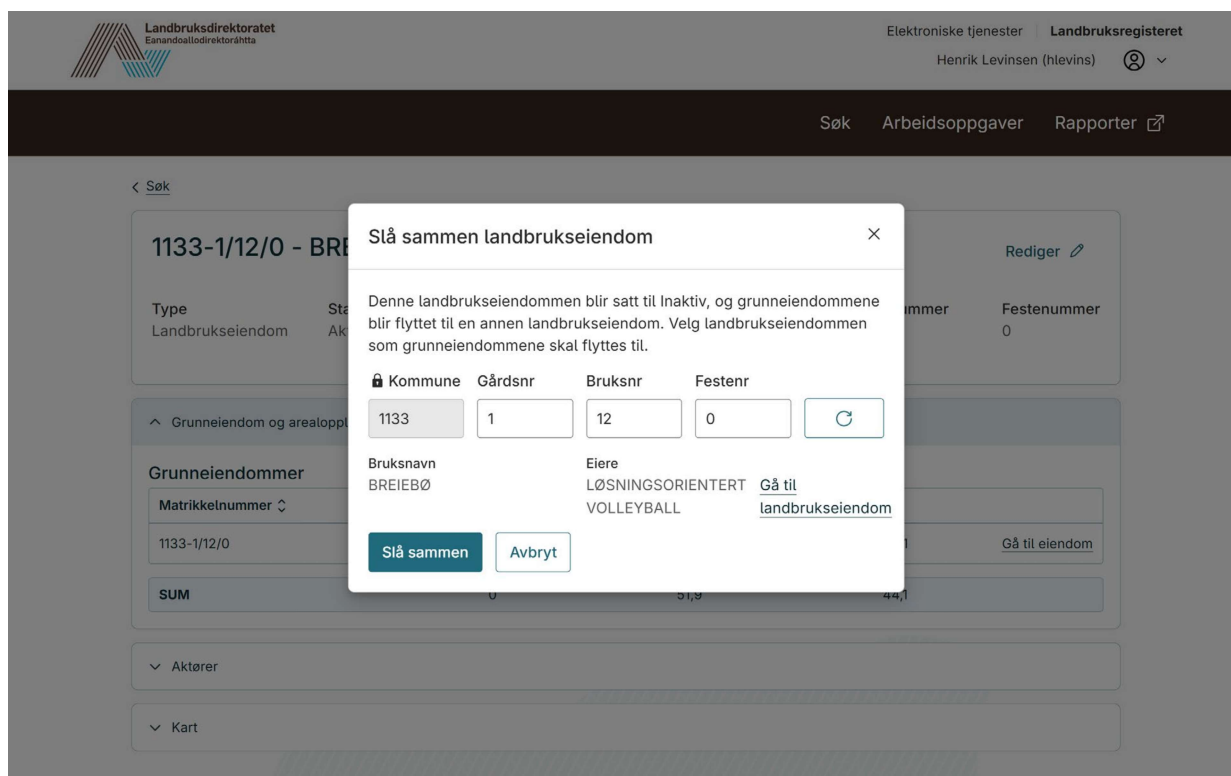 Landbruksdirektoratet
Eanandoallodirektoráhtta
Elektroniske tjenester Landbruksregisteret
Henrik Levinsen (hlevins)
Søk Arbeidsoppgaver Rapporter
Søk
1133-1/12/0 - BRE
Rediger
Type
Landbrukseiendom
Festenummer
0
Slå sammen landbrukseiendom
Denne landbrukseiendommen blir satt til Inaktiv, og grunneiendommene
blir flyttet til en annen landbrukseiendom. Velg landbrukseiendommen
som grunneiendommene skal flyttes til.
Kommune Gårdsnr Bruksnr Festenr
1133 1 12 0
Bruksnavn Eiere
BREIEBØ LØSNINGSORIENTERT Gå til
VOLLEYBALL landbrukseiendom
Slå sammen Avbryt
Grunneiendom og arealoppl
Grunneiendommer
Matrikkelnummer
1133-1/12/0 Gå til eiendom
SUM 0 51,9 44,1
Aktører
Kart